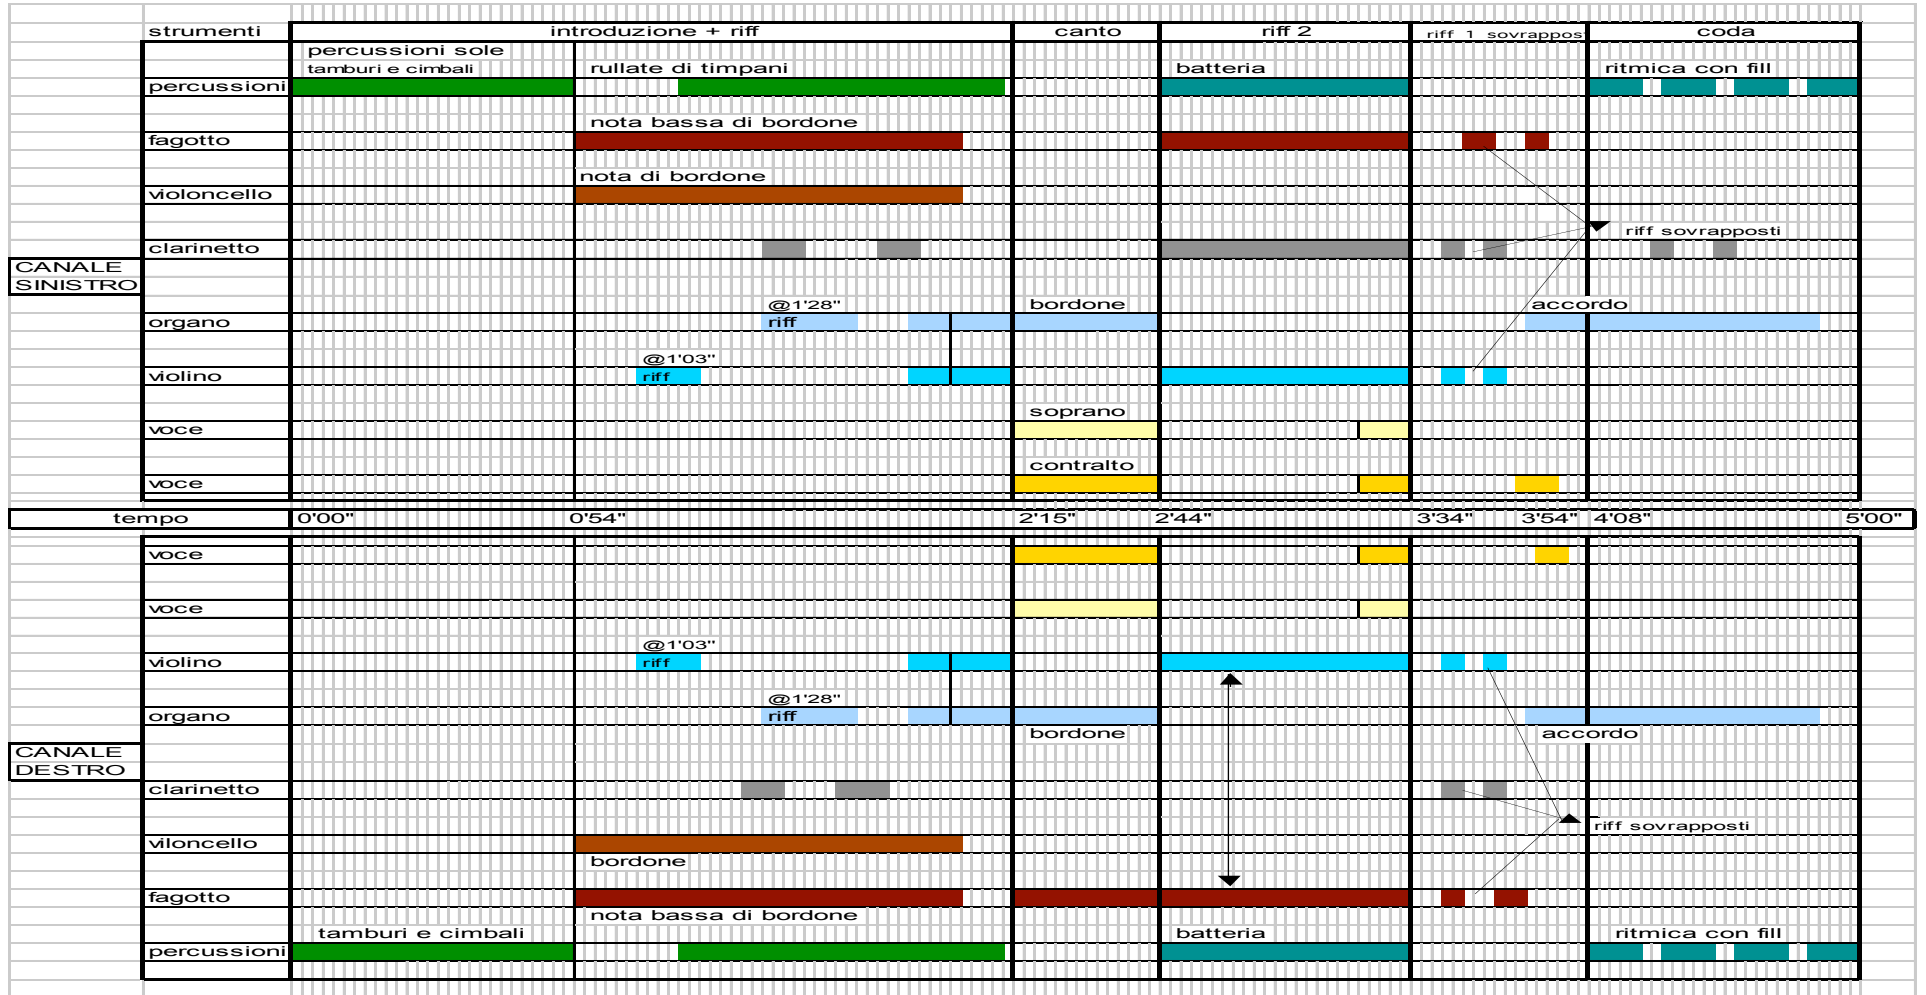 strumenti introduzione + riff canto riff 2 riff 1 sovrappos coda
percussioni sole
tamburi e cimbali rullate di timpani batteria ritmica con fill
percussioni
nota bassa di bordone
fagotto
nota di bordone
violoncello
riff sovrapposti
clarinetto
CANALE
SINISTRO
@1'28" bordone accordo
organo riff
@1'03"
violino riff
soprano
voce
contralto
voce
tempo 0'00" 0'54" 2'15" 2'44" 3'34" 3'54" 4'08" 5'00"
voce
voce
@1'03"
violino riff
@1'28"
organo riff
bordone accordo
CANALE
DESTRO
clarinetto
riff sovrapposti
viloncello
bordone
fagotto
nota bassa di bordone
tamburi e cimbali batteria ritmica con fill
percussioni